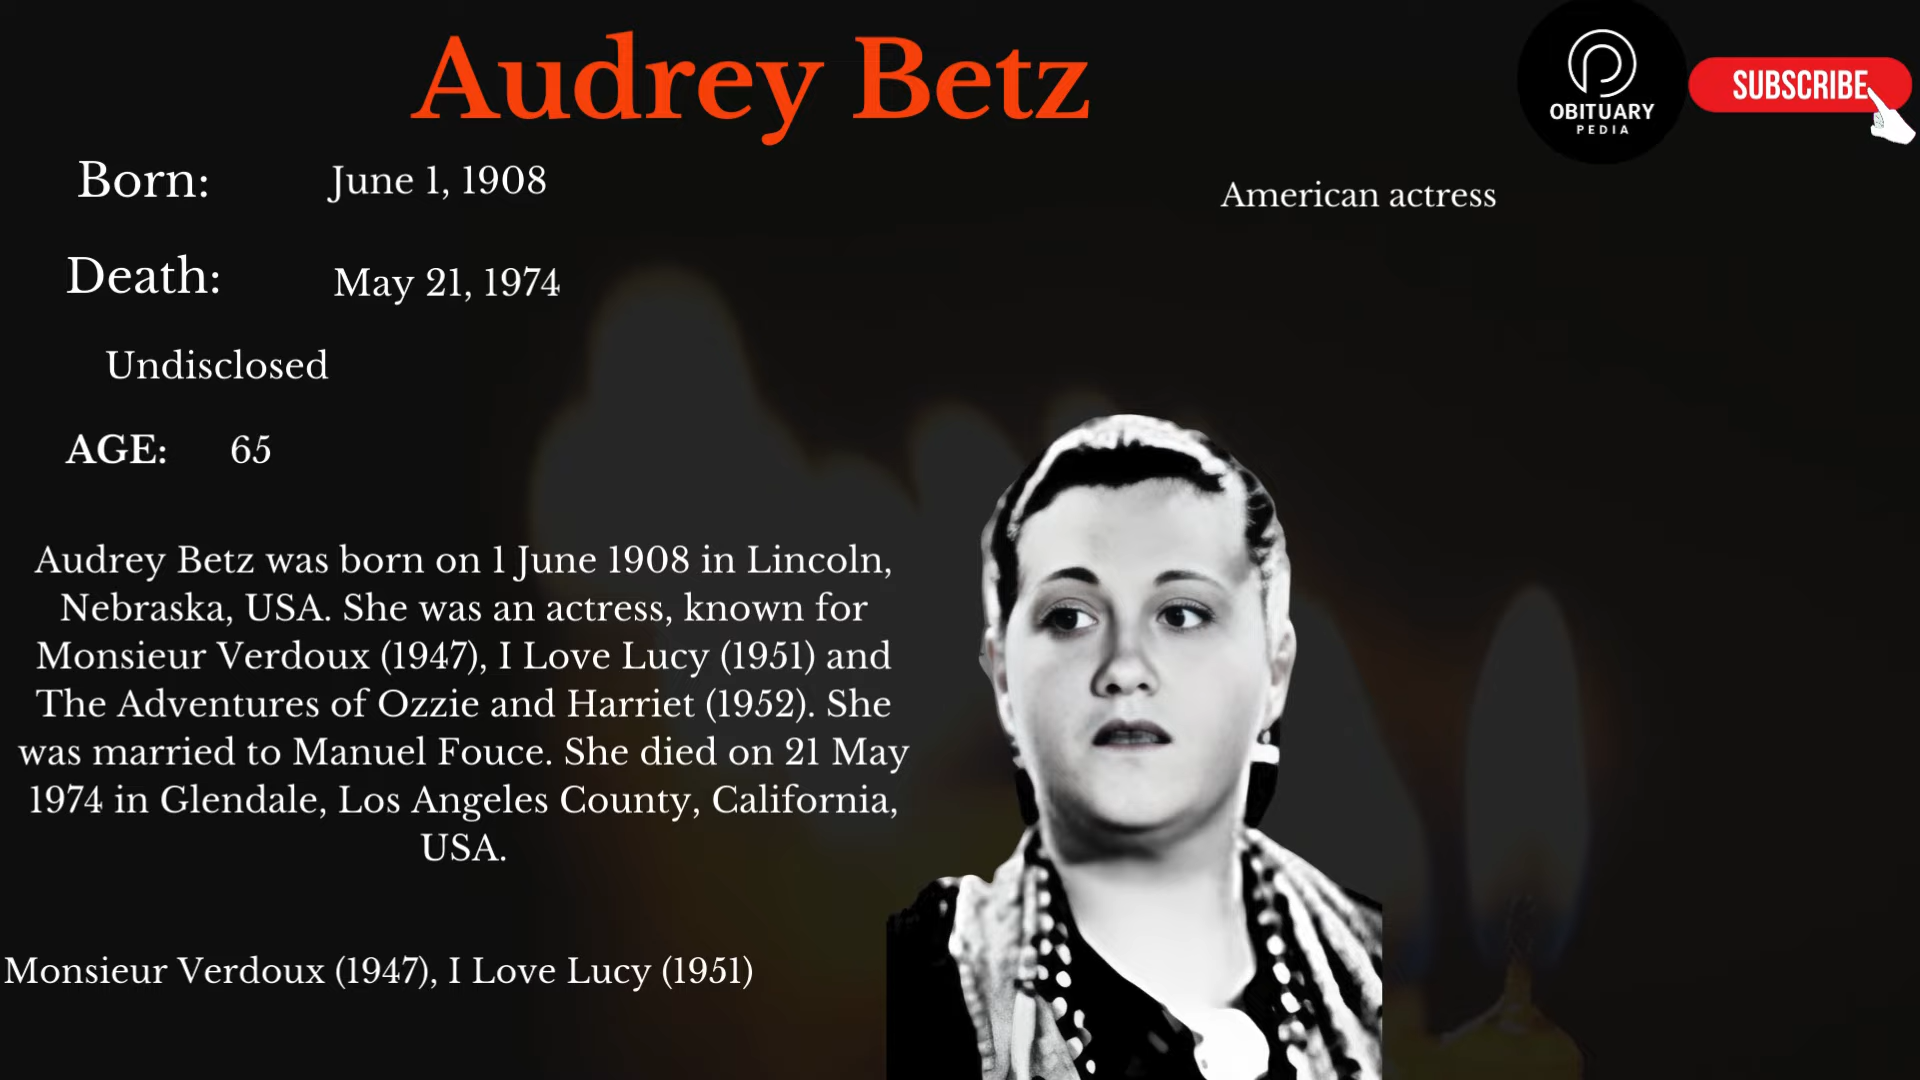 Audrey Betz
OBITUARY
PEDIA
SUBSCRIBE
Born: June 1, 1908
American actress
Death: May 21, 1974
Undisclosed
AGE: 65
Audrey Betz was born on 1 June 1908 in Lincoln,
Nebraska, USA. She was an actress, known for
Monsieur Verdoux (1947), I Love Lucy (1951) and
The Adventures of Ozzie and Harriet (1952). She
was married to Manuel Fouce. She died on 21 May
1974 in Glendale, Los Angeles County, California,
USA.
Monsieur Verdoux (1947), I Love Lucy (1951)